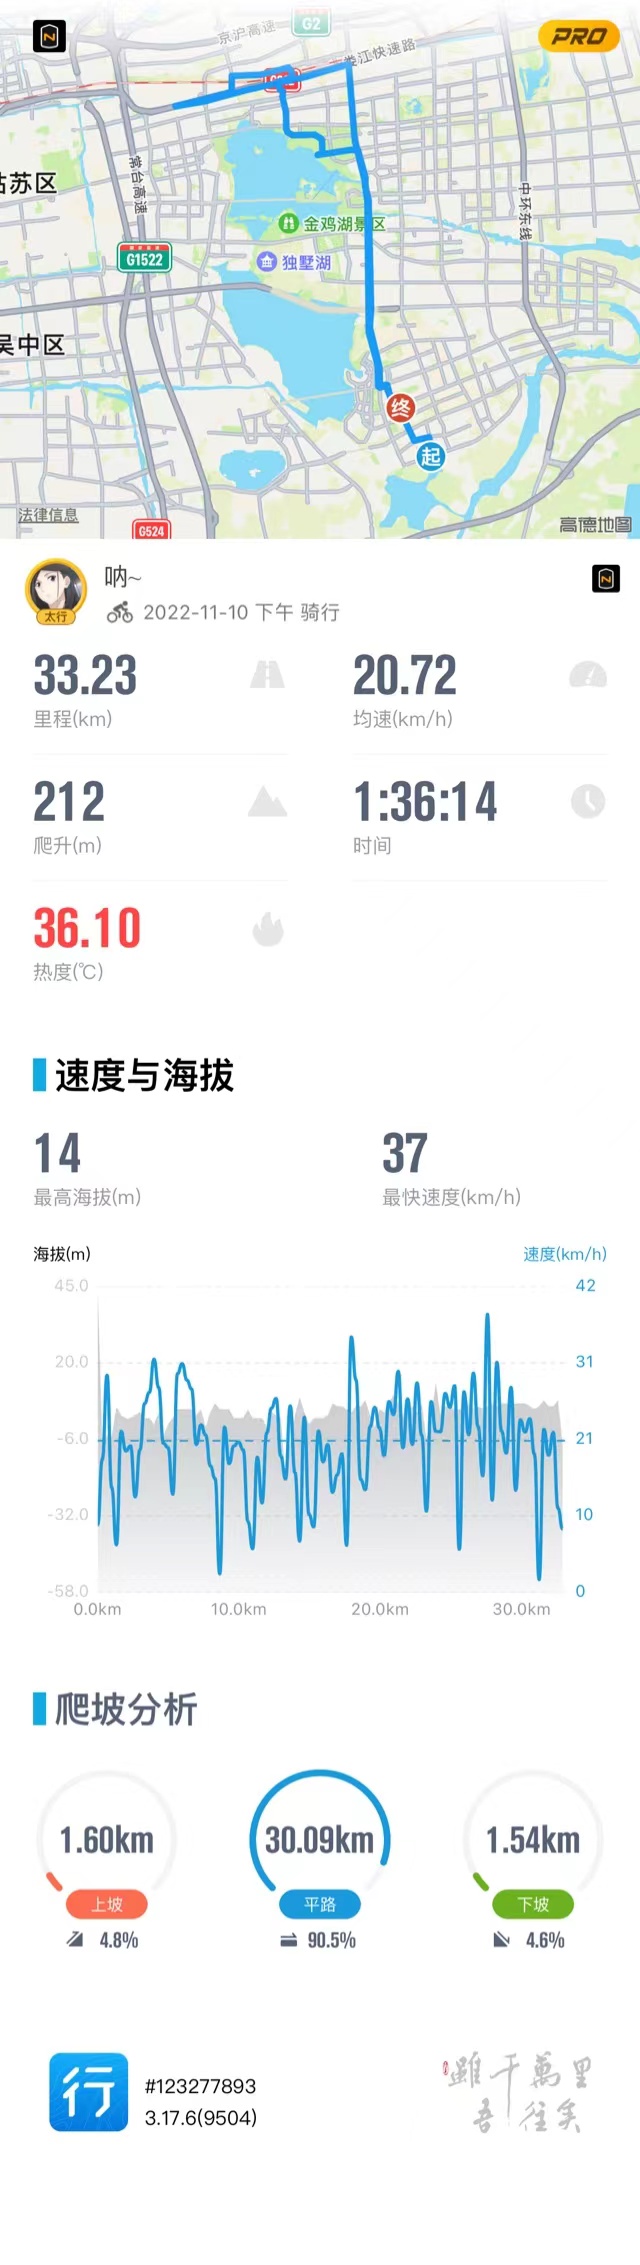 京沪高速
G2
PRO
娄江快速路
姑苏区
常台高速
中环东线
金鸡湖景区
G1522
独墅湖
吴中区
终
起
法律信息
G524
高德地图
呐~
太行
2022-11-10 下午 骑行
33.23
20.72
里程(km)
均速(km/h)
212
1:36:14
爬升(m)
时间
36.10
热度(℃)
速度与海拔
14
37
最高海拔(m)
最快速度(km/h)
海拔(m)
速度(km/h)
45.0
42
20.0
31
-6.0
21
-32.0
10
-58.0
0
0.0km
10.0km
20.0km
30.0km
爬坡分析
1.60km
30.09km
1.54km
上坡
平路
下坡
4.8%
90.5%
4.6%
行
#123277893
3.17.6(9504)
雖千萬里
吾往矣